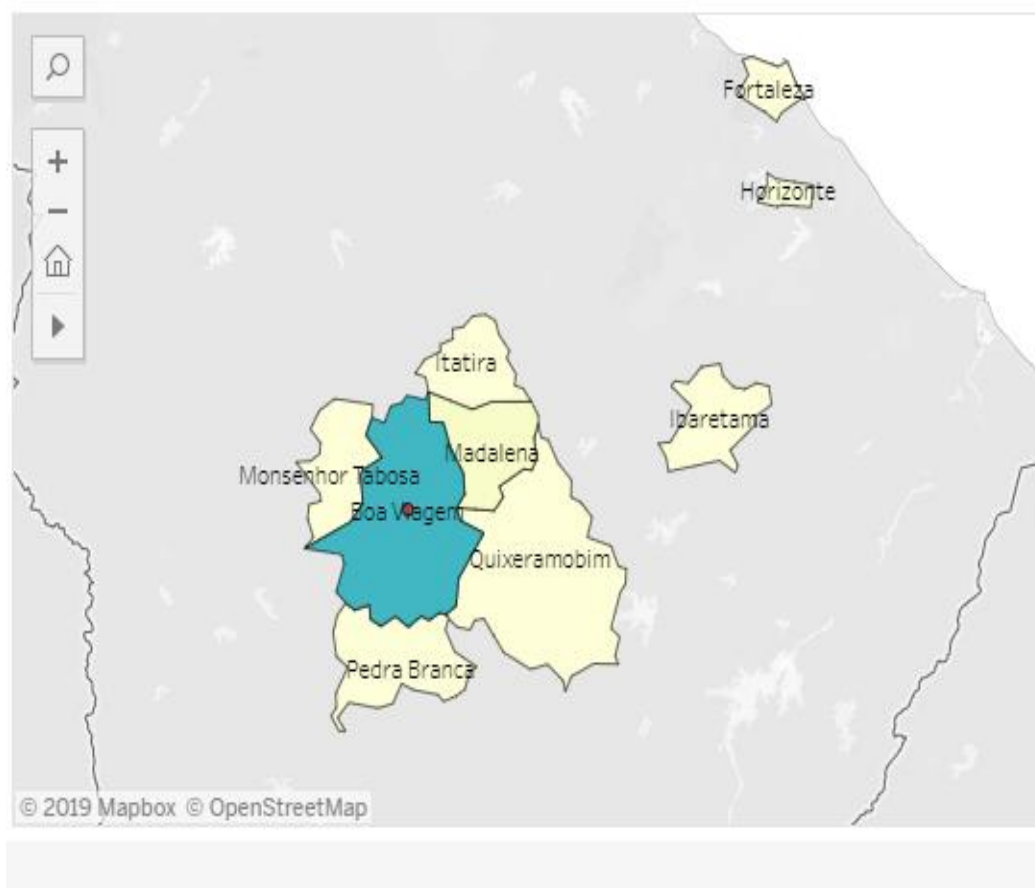 Fortaleza
Horizonte
Itatira
Ibaretama
Madalena
Monsenhor Tabosa
Boa Viagem
Quixeramobim
Pedra Branca
© 2019 Mapbox © OpenStreetMap